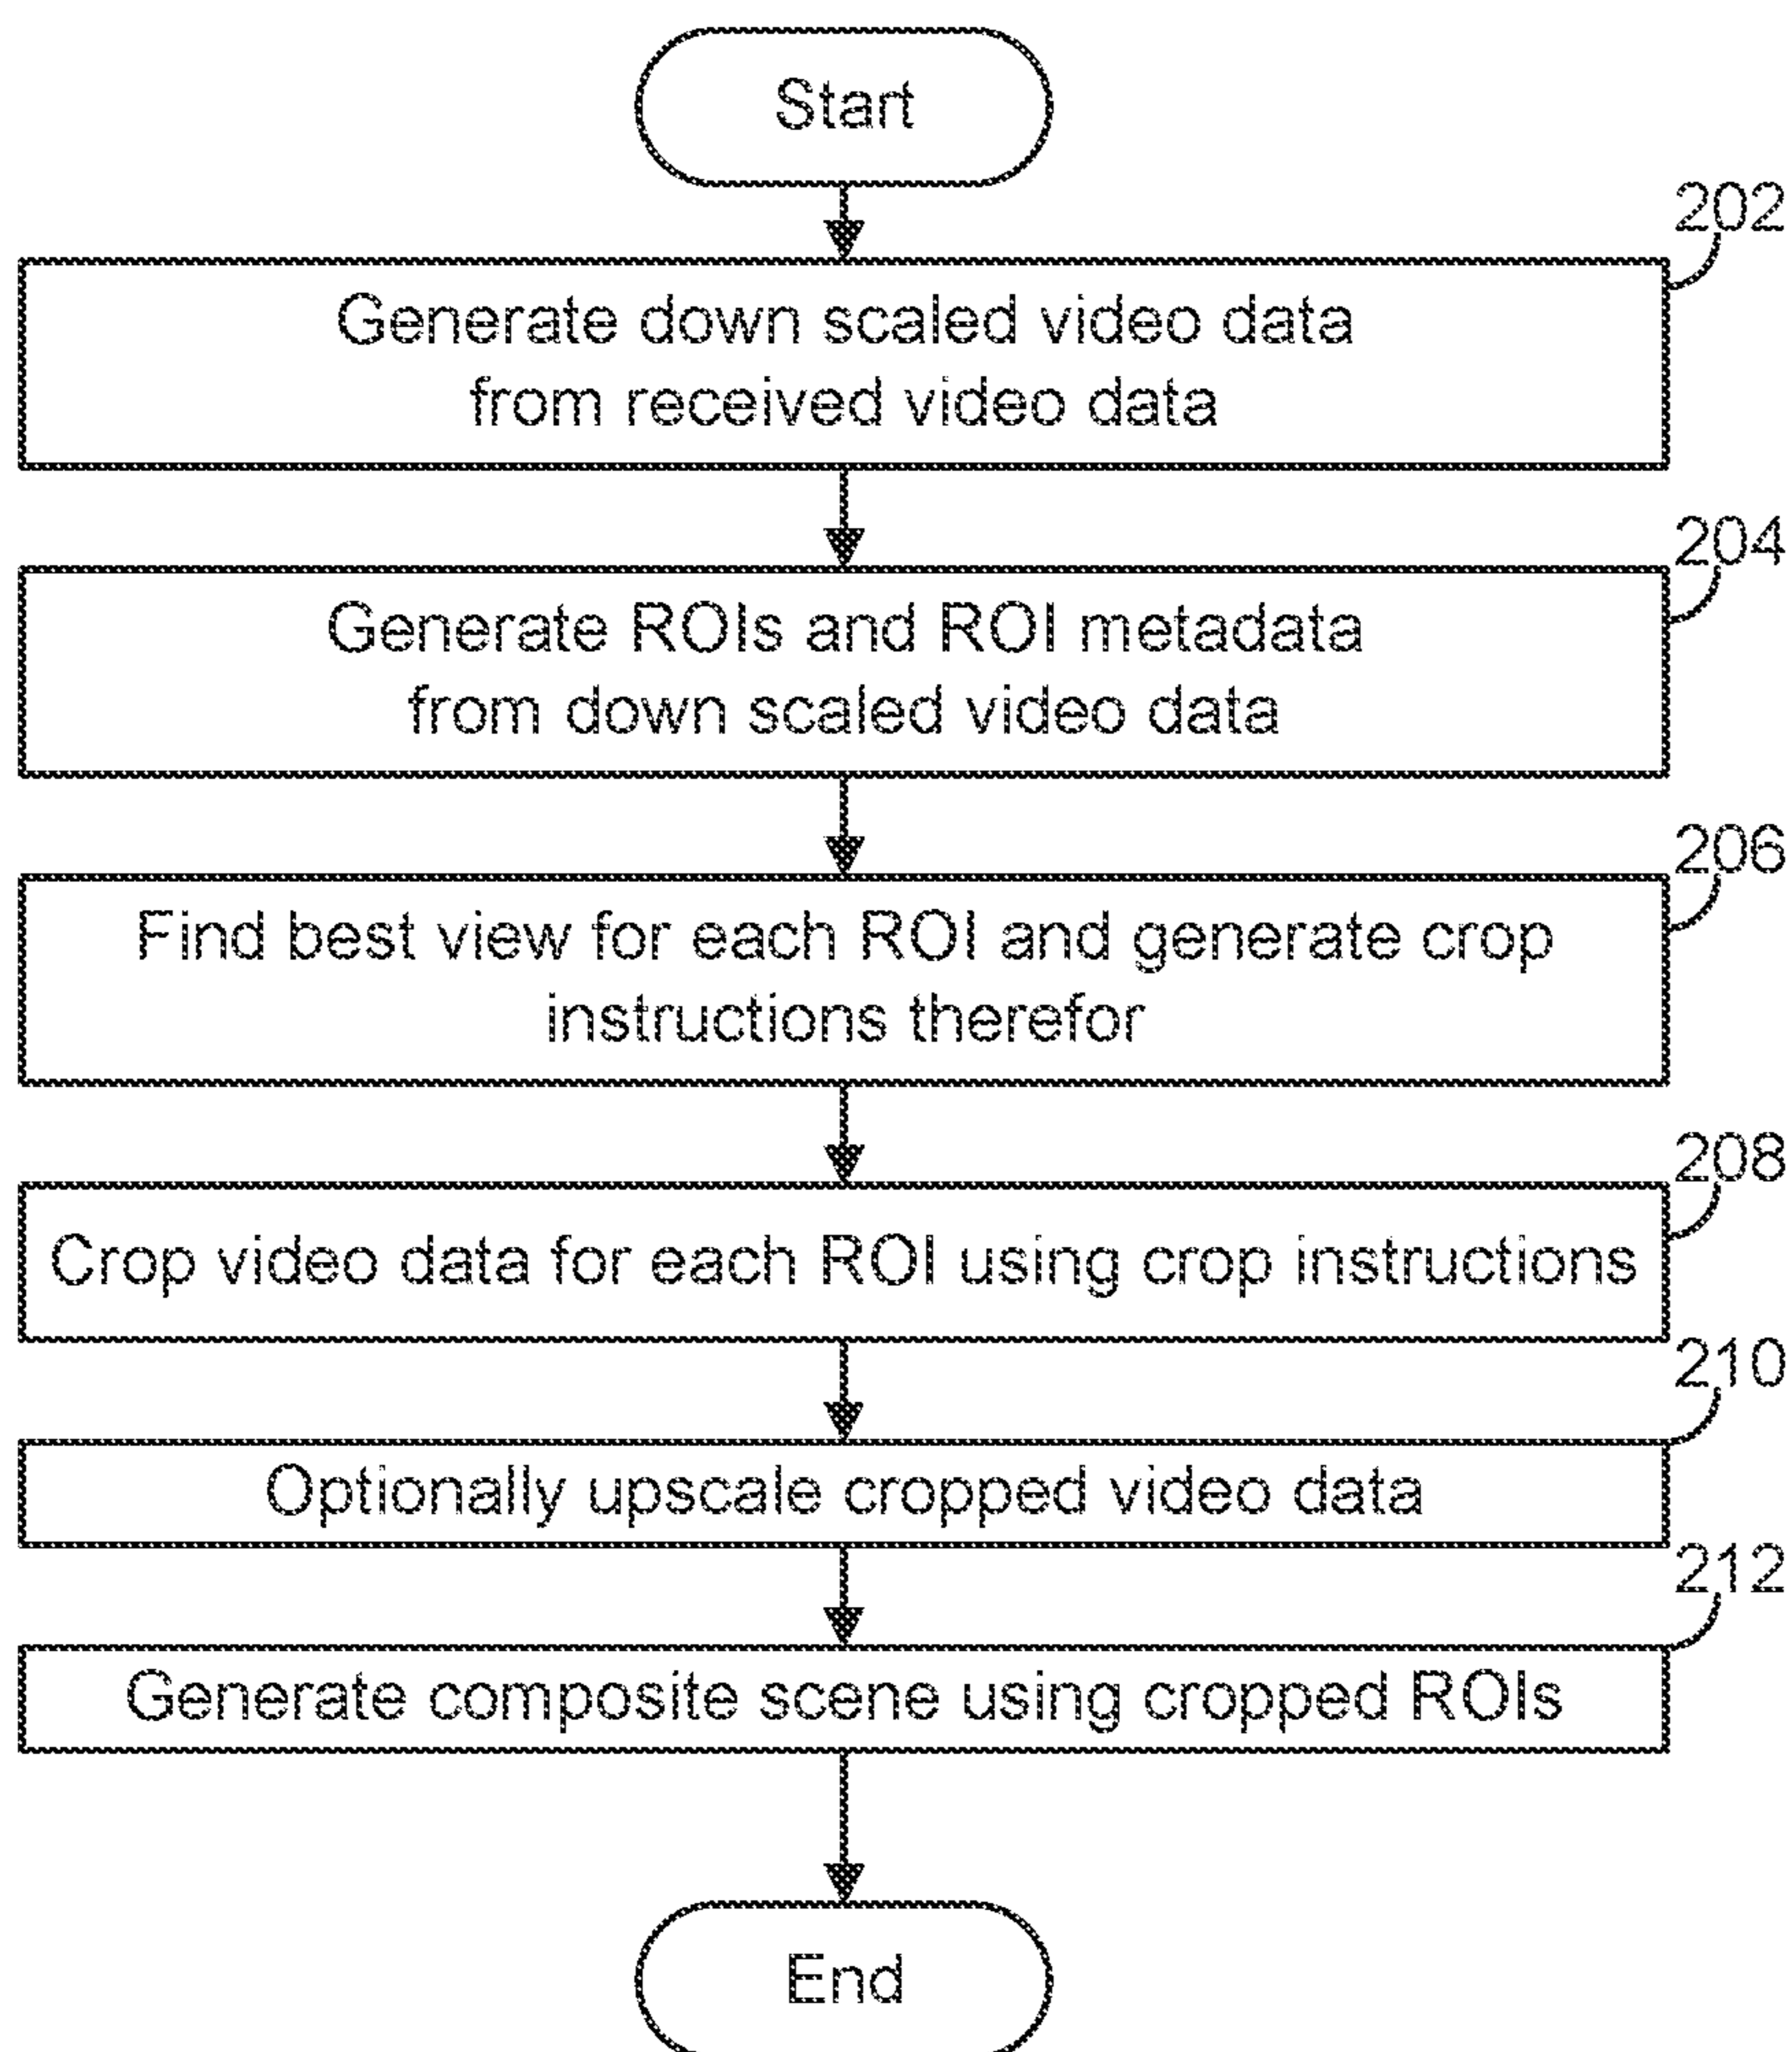 Start
202
Generate down scaled video data
from received video data
204
Generate ROIs and ROI metadata
from down scaled video data
206
Find best view for each ROI and generate crop
instructions therefor
208
Crop video data for each ROI using crop instructions
210
Optionally upscale cropped video data
212
Generate composite scene using cropped ROIs
End